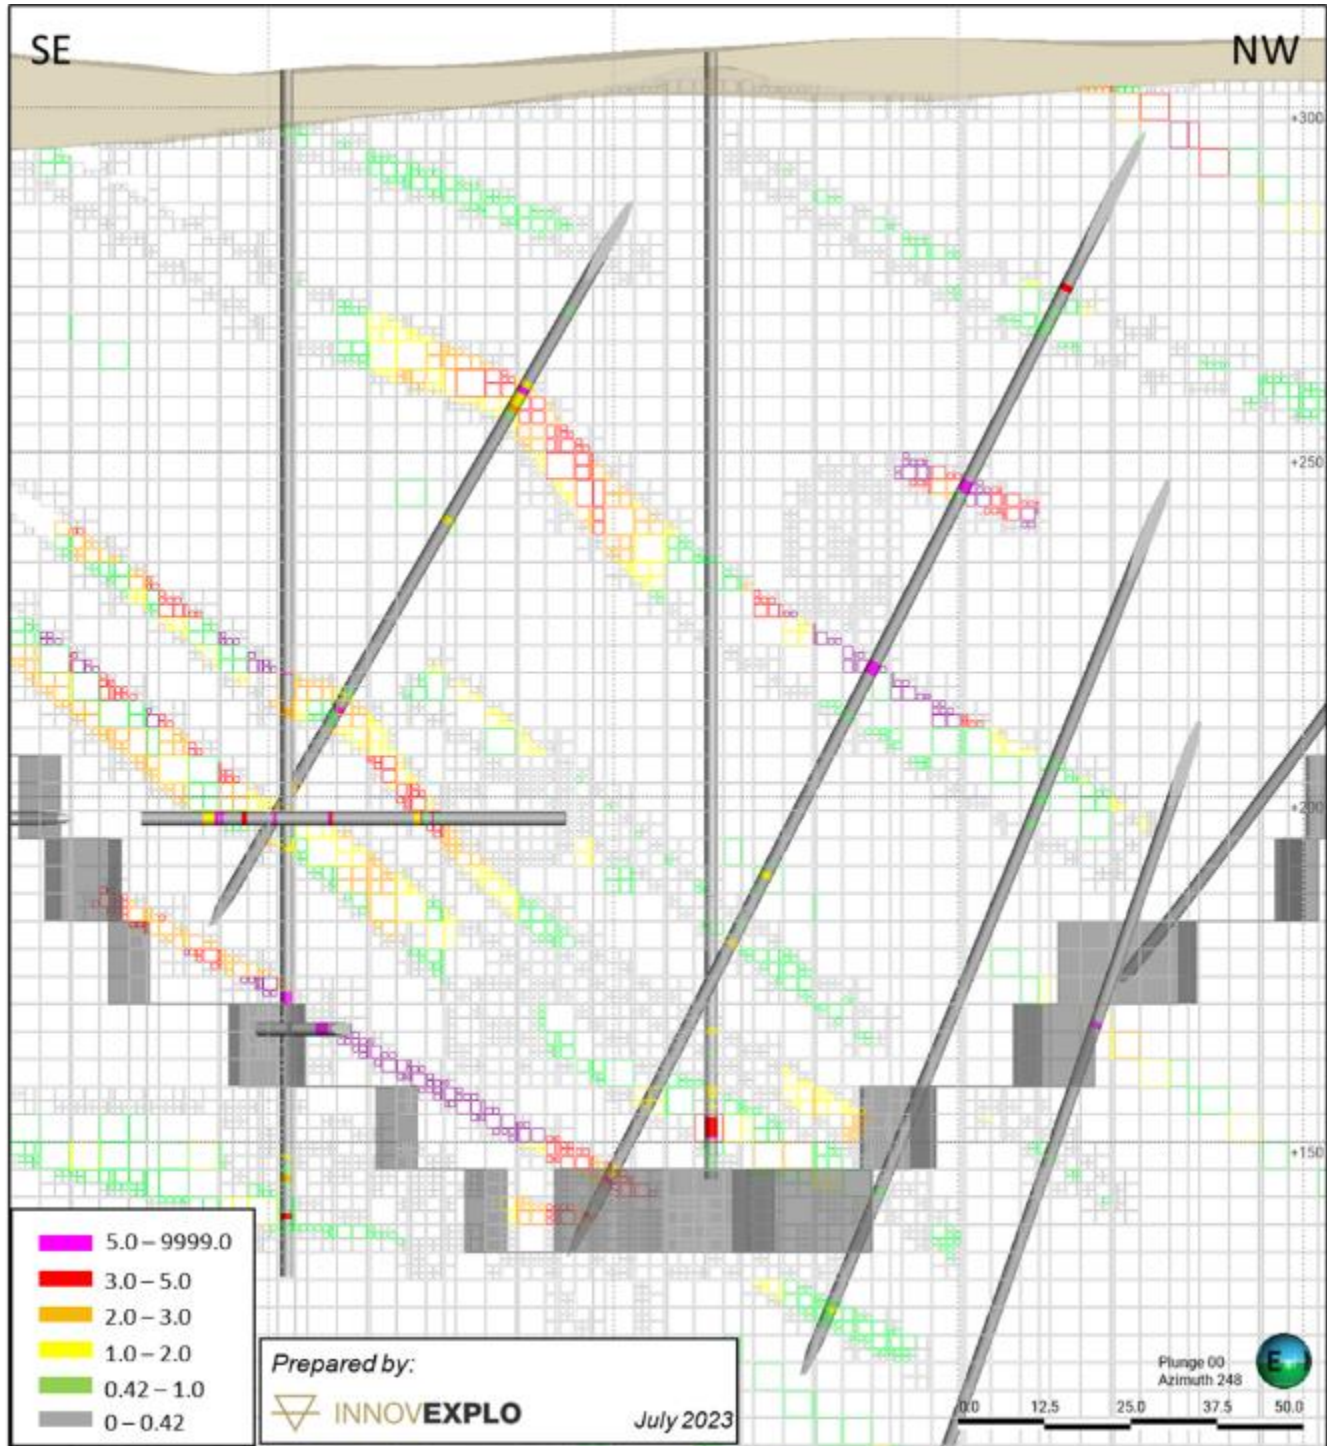 SE
NW
+300
+250
+200
+150
5.0 – 9999.0
3.0 – 5.0
2.0 – 3.0
1.0 – 2.0
0.42 – 1.0
0 – 0.42
Prepared by:
INNOVEXPLO
July 2023
Plunge 00
Azimuth 248
E
0.0 12.5 25.0 37.5 50.0